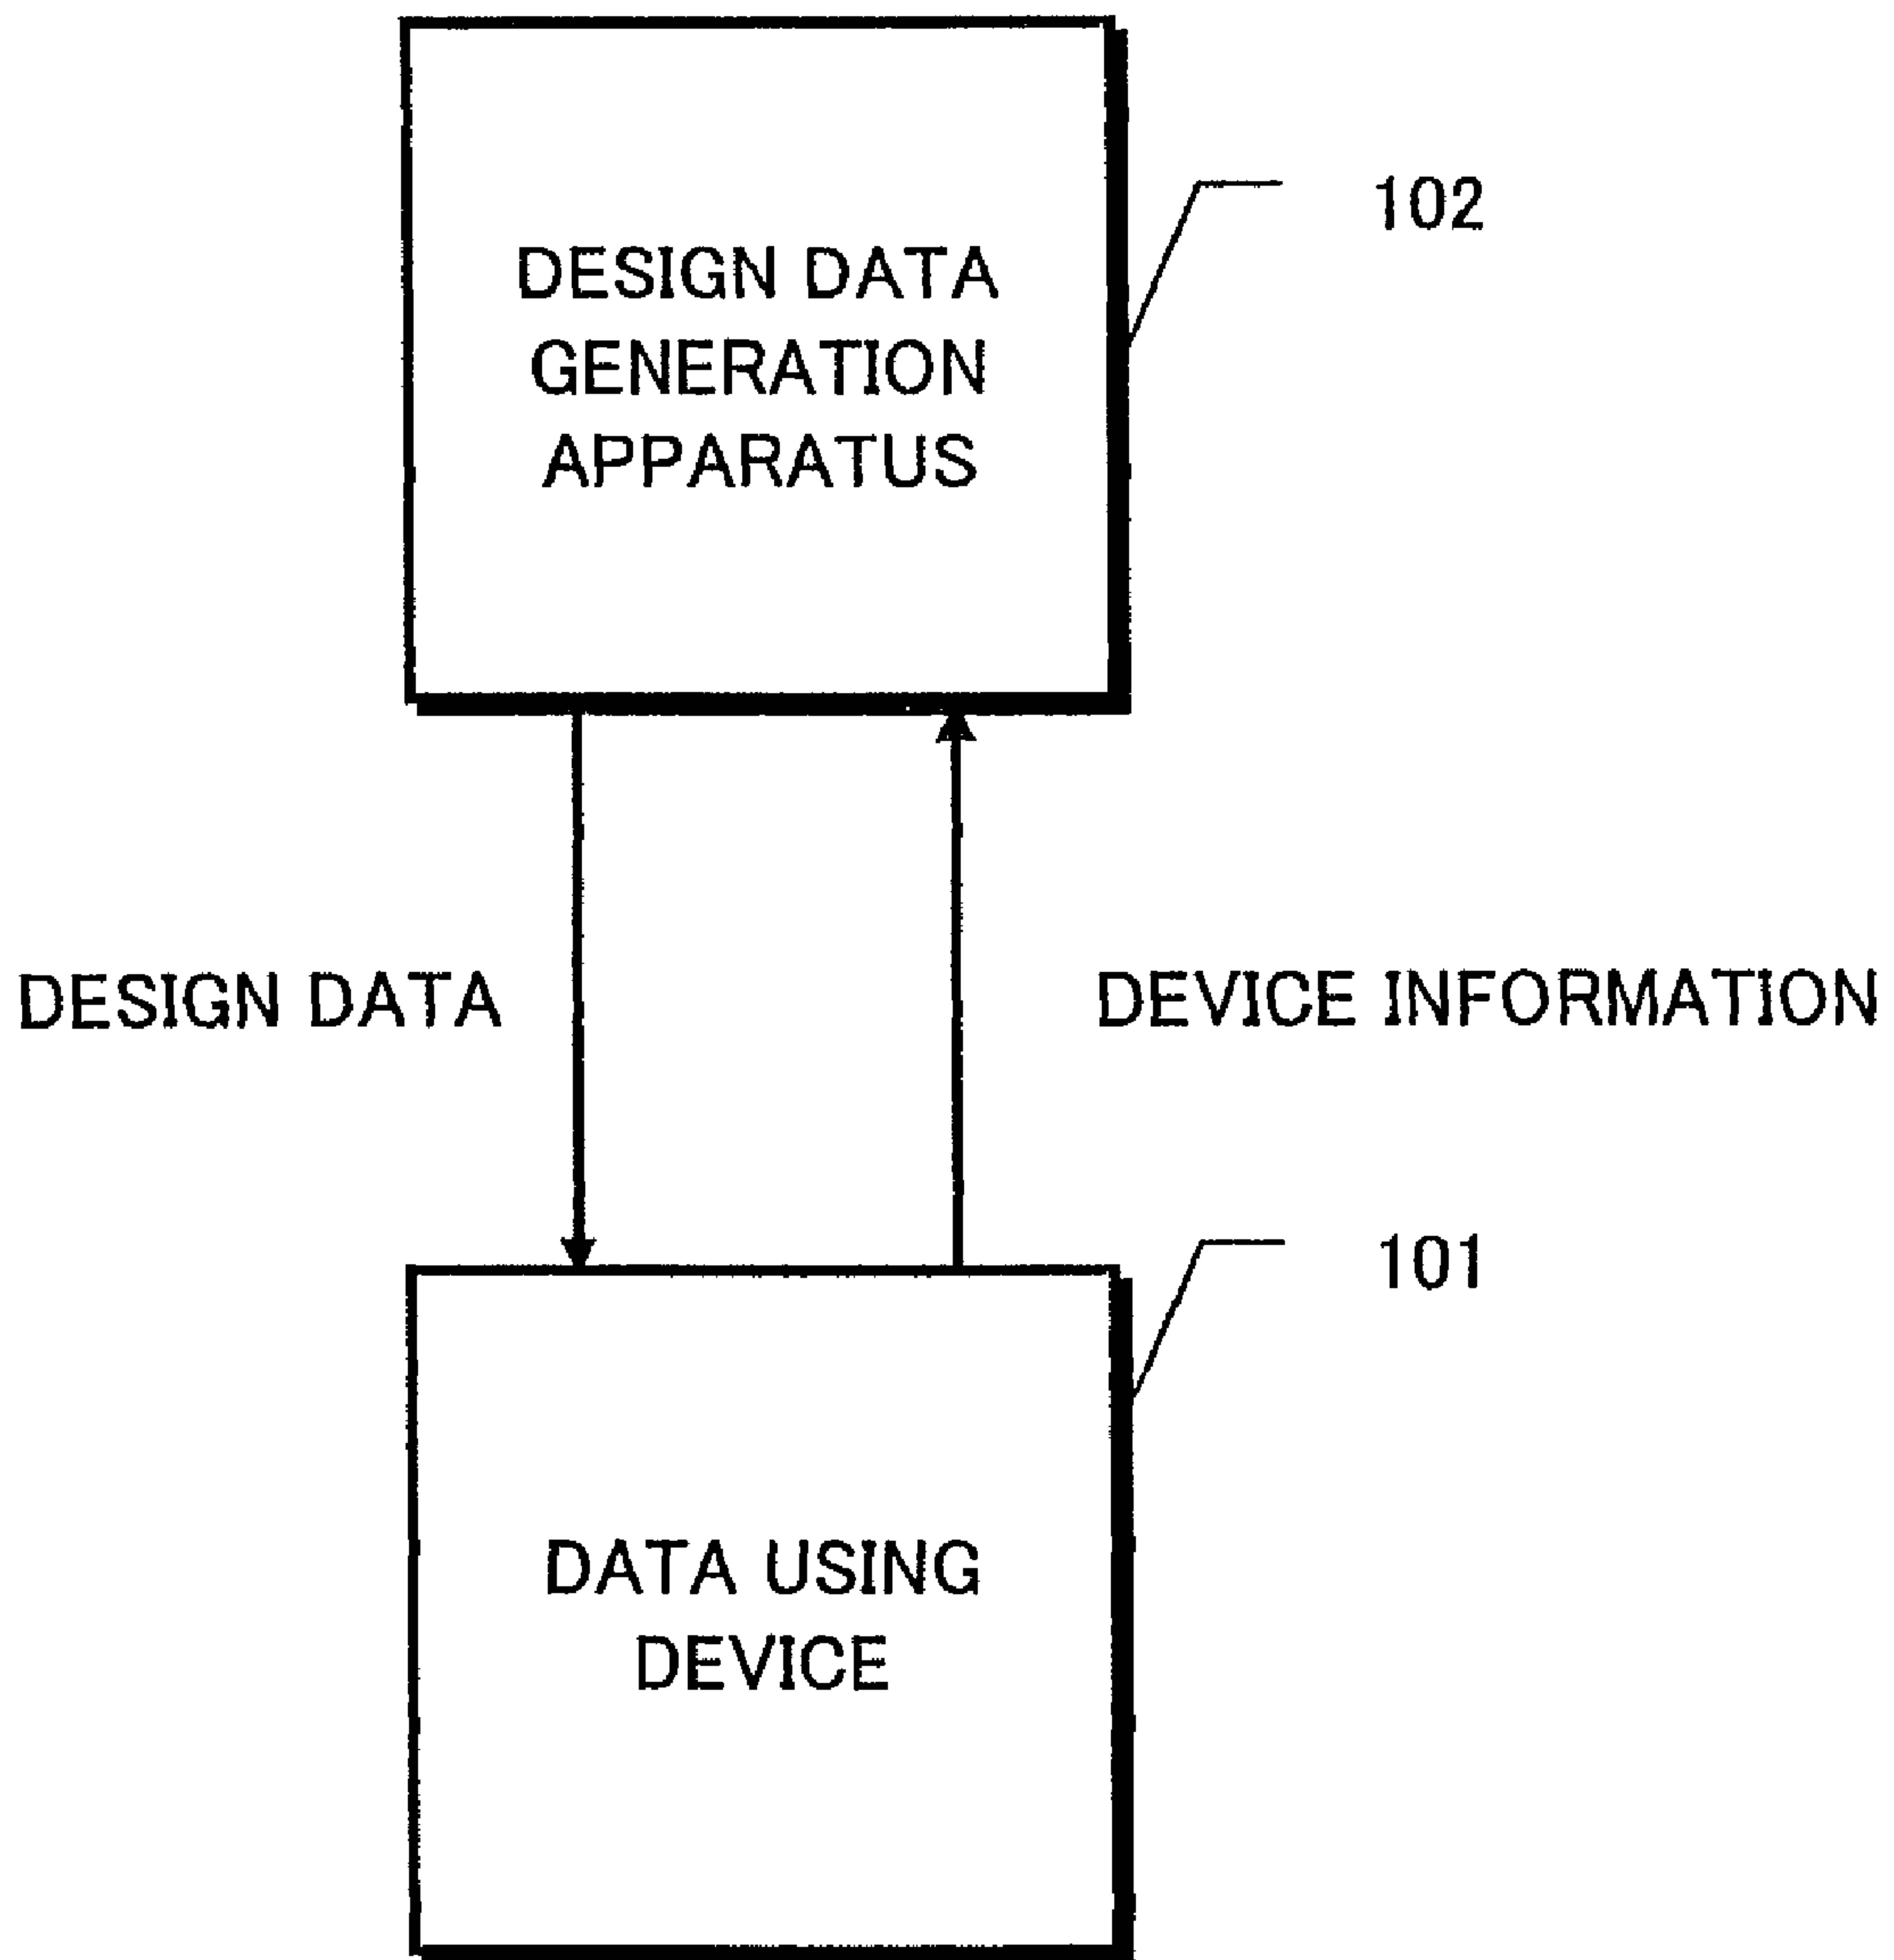 DESIGN DATA
GENERATION
APPARATUS
102
DESIGN DATA
DEVICE INFORMATION
101
DATA USING
DEVICE